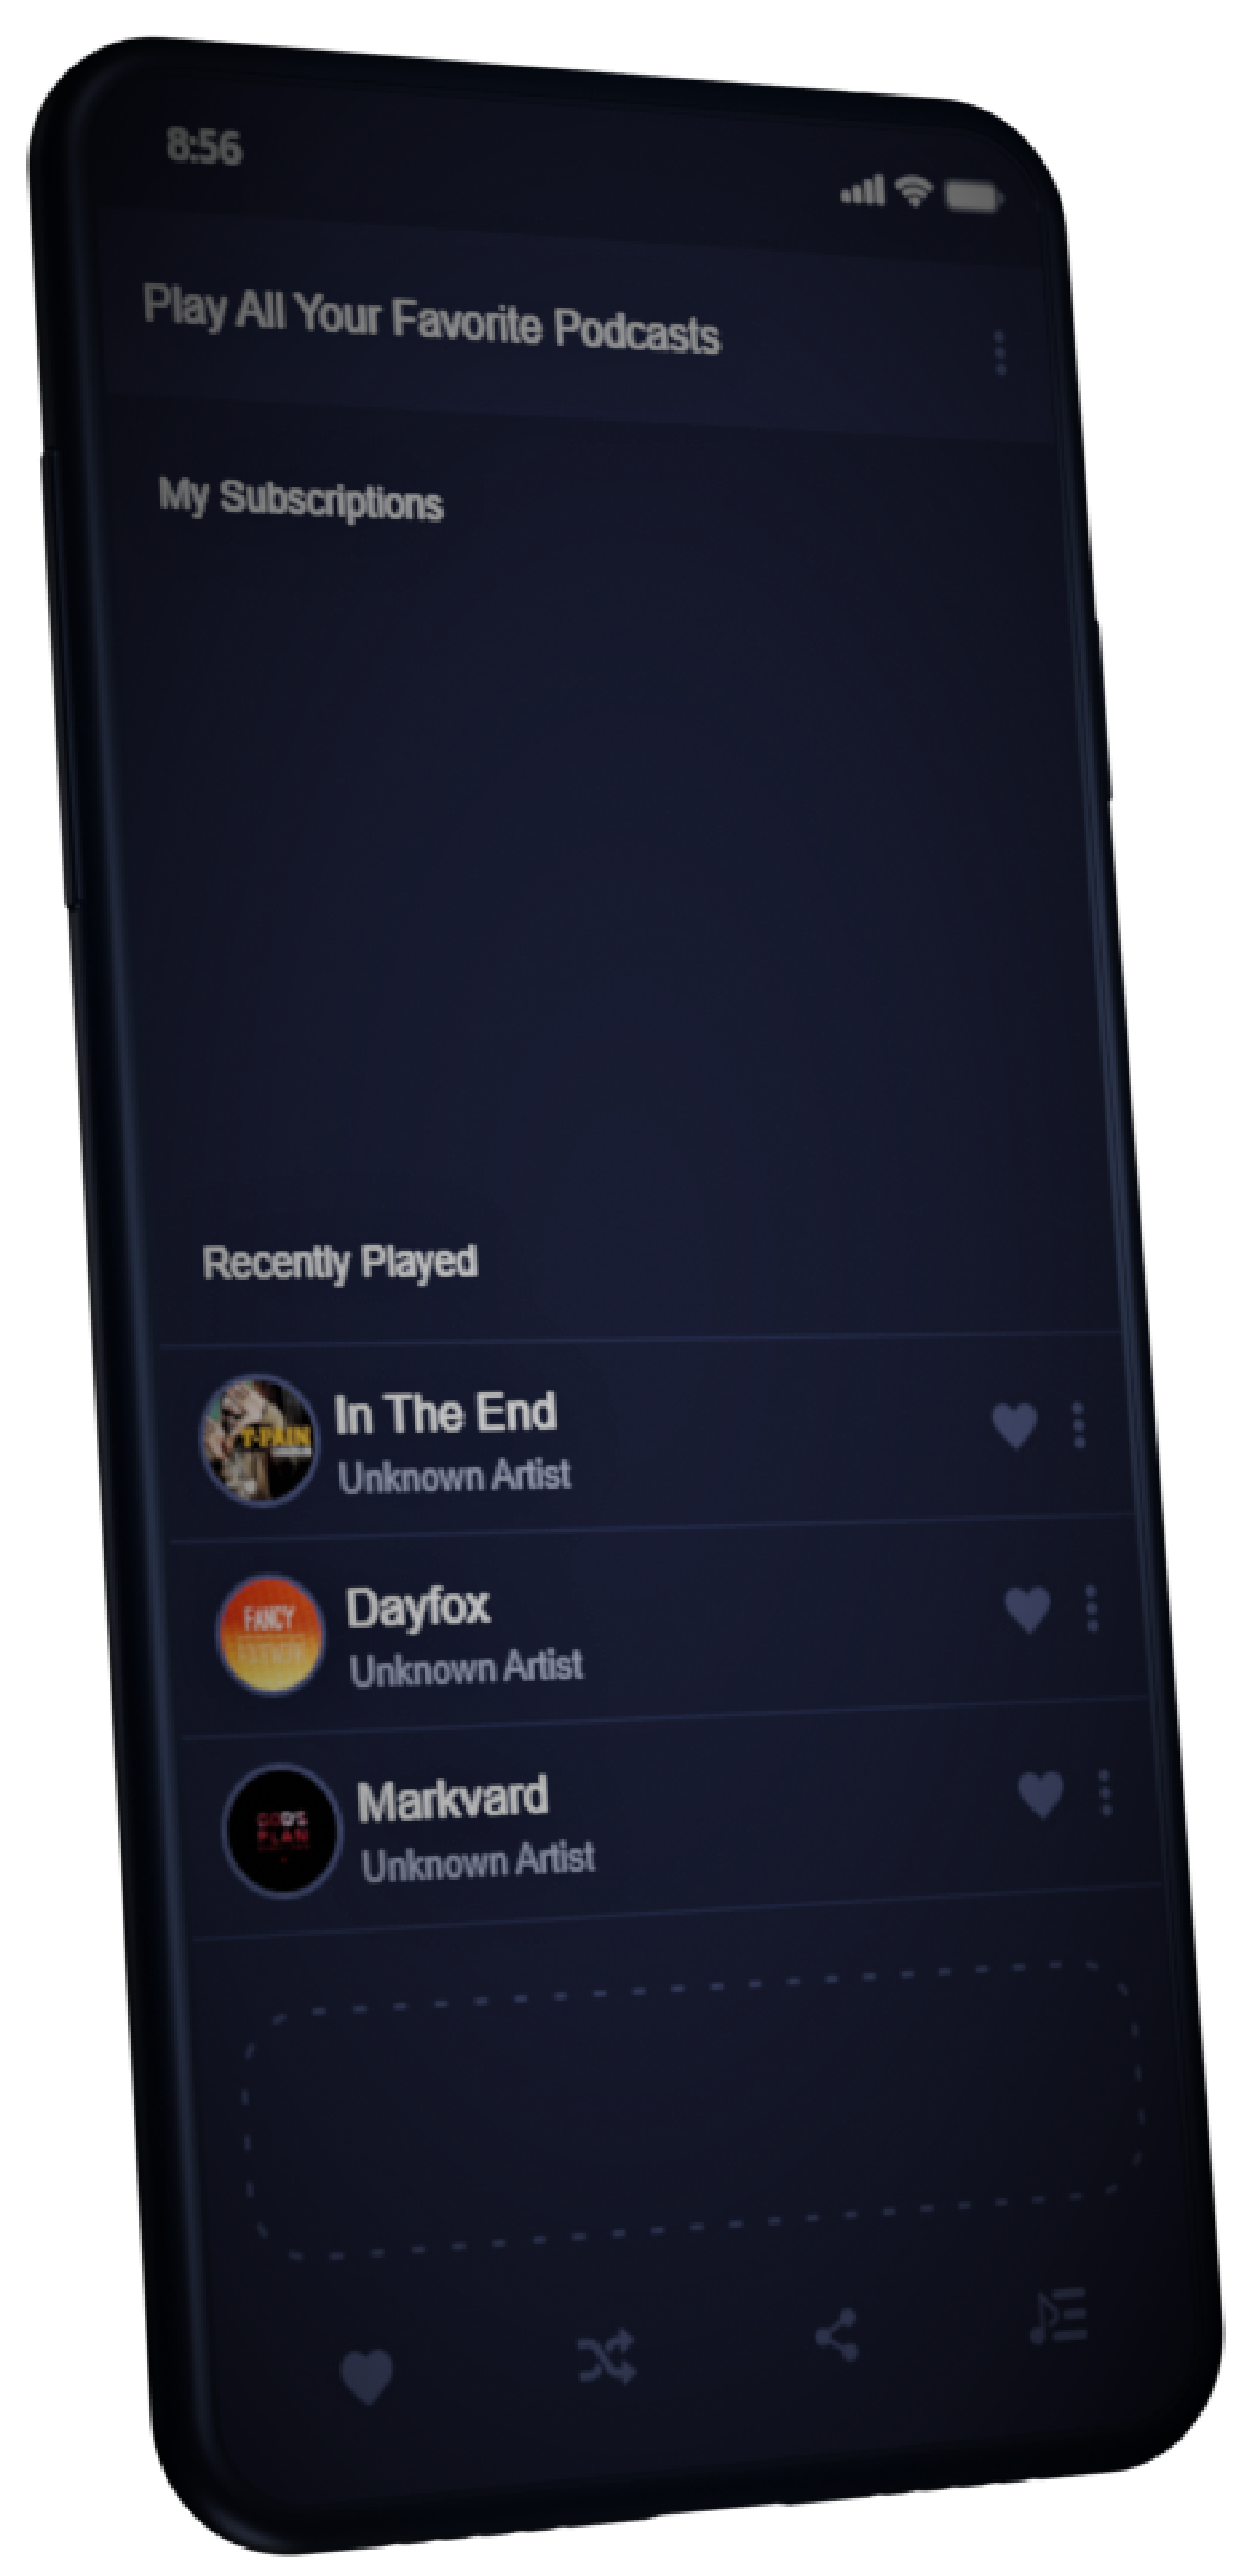 8:56
Play All Your Favorite Podcasts
My Subscriptions
Recently Played
In The End
Unknown Artist
T-PAIN
Dayfox
Unknown Artist
FANCY
Markvard
Unknown Artist
GOD'S
PLAN